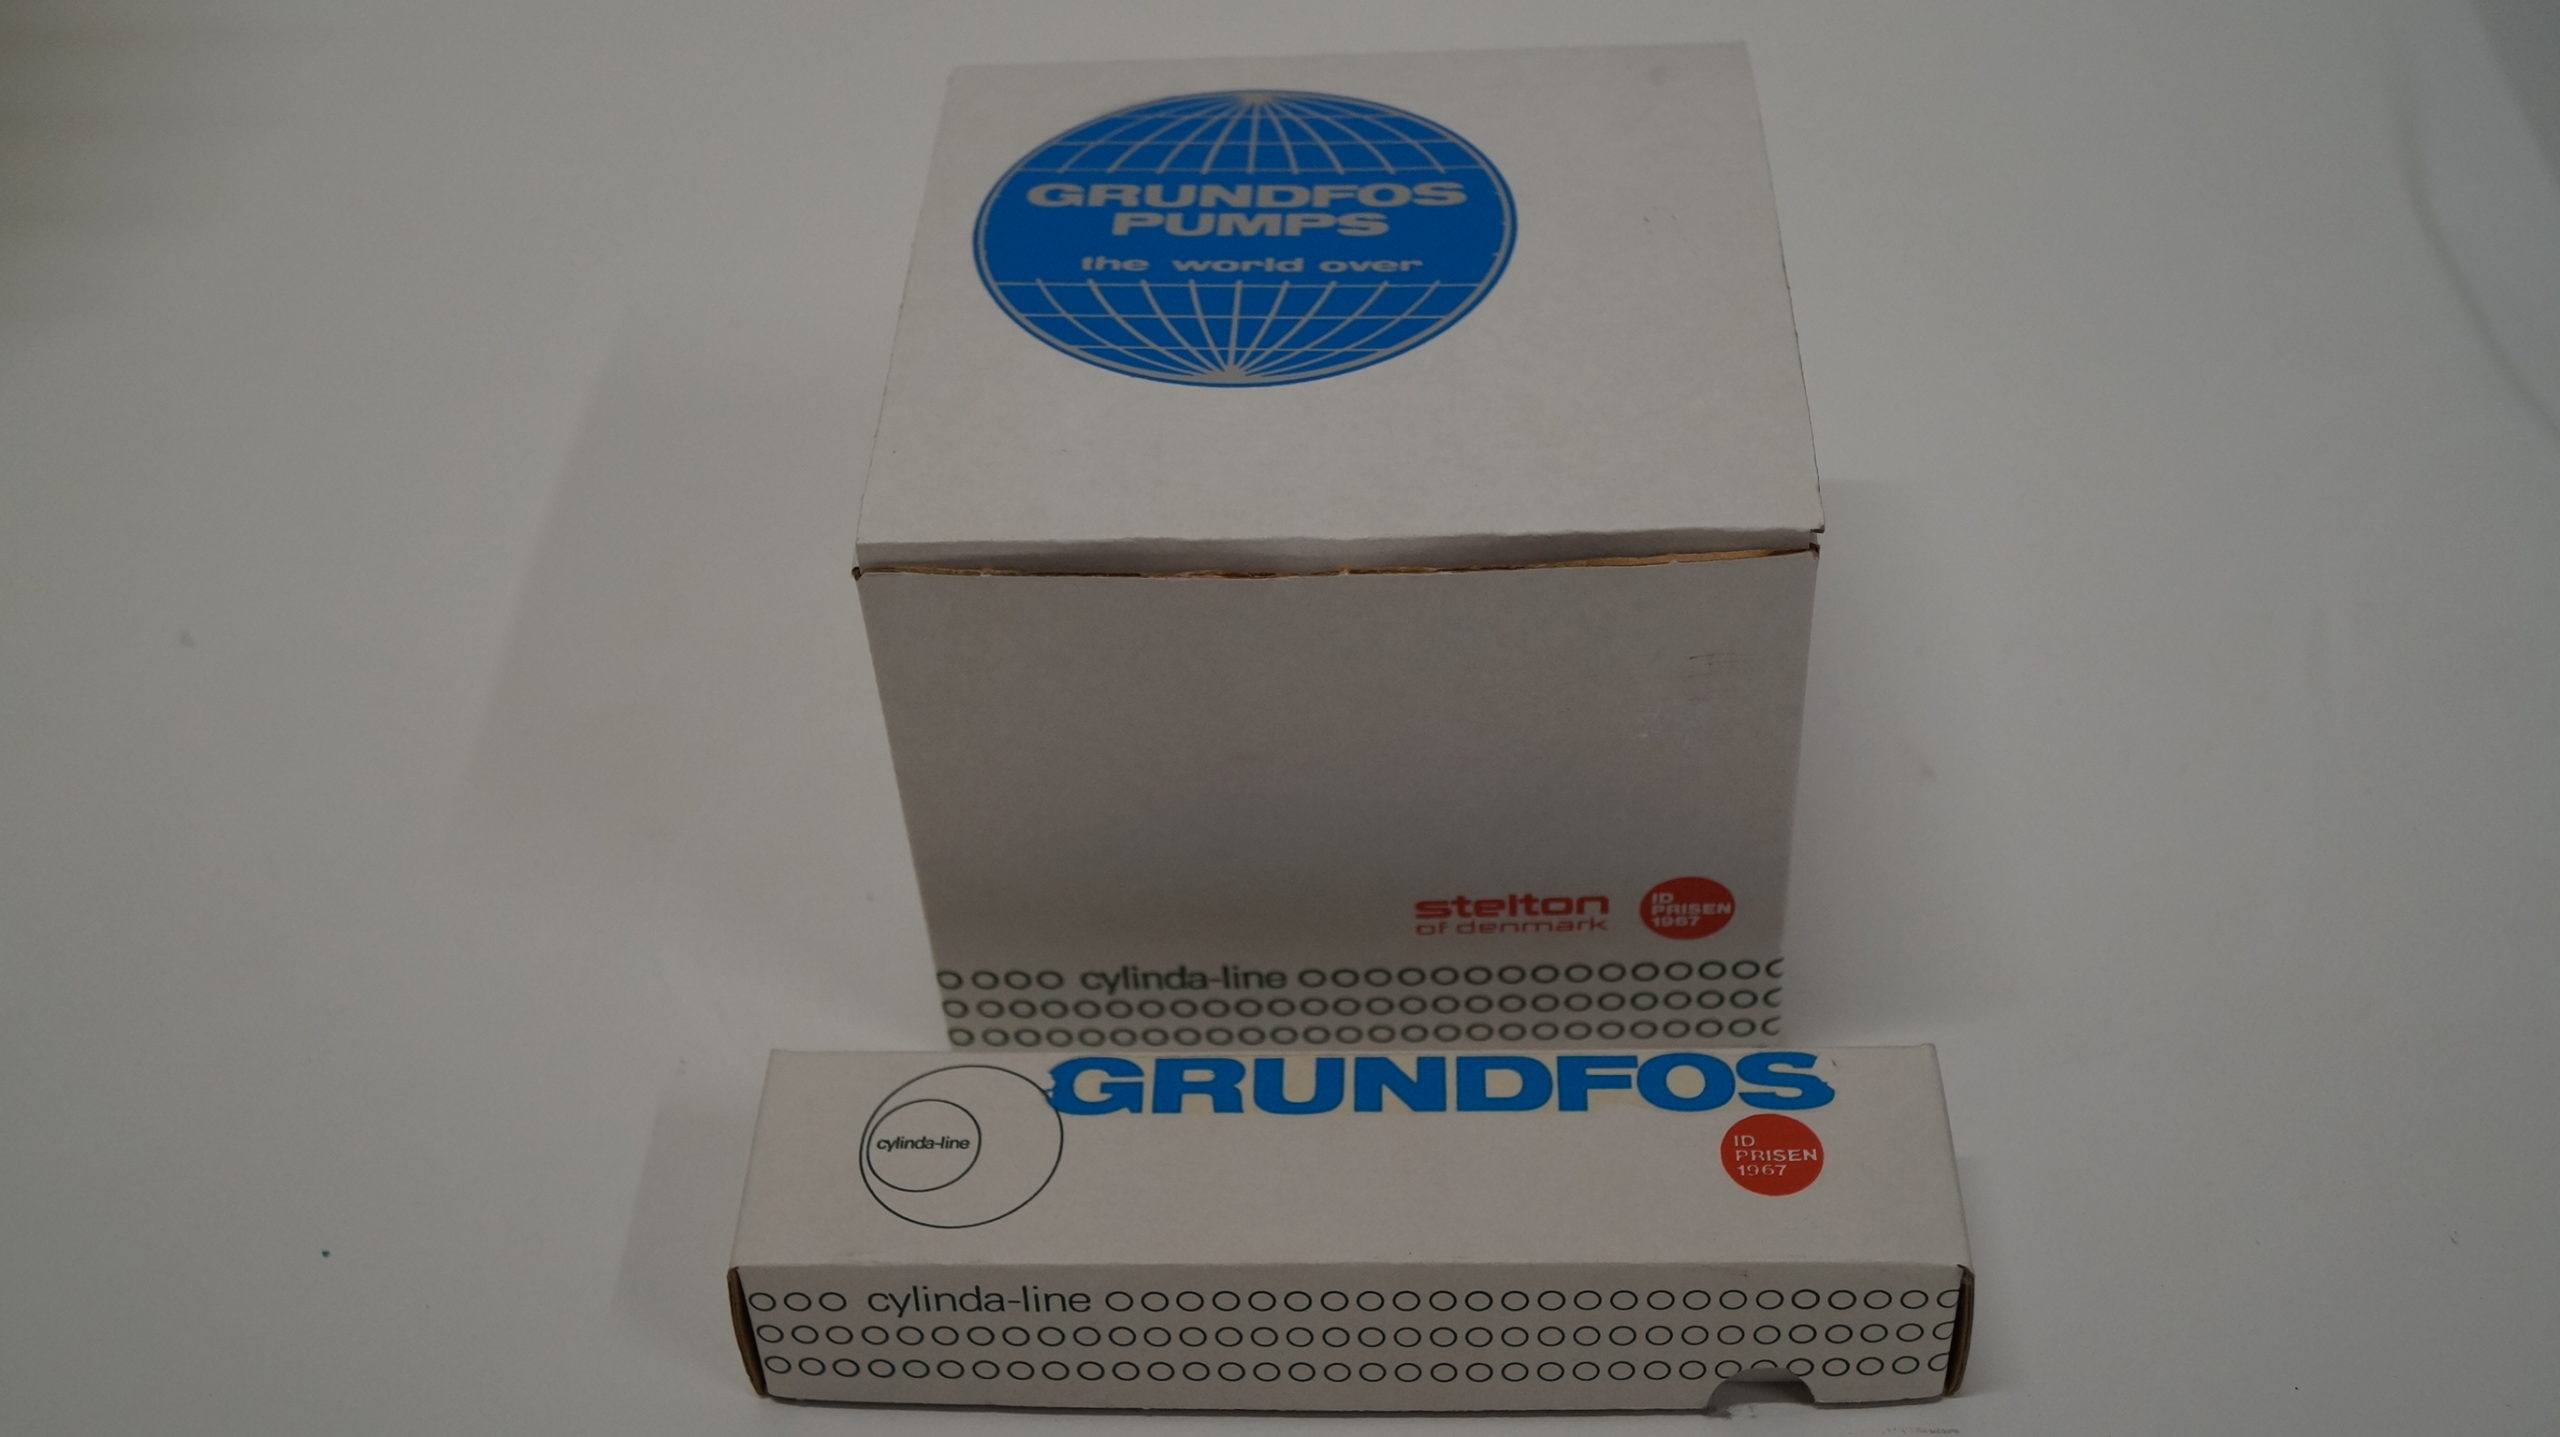 GRUNDFOS
PUMPS
the world over
stelton
of denmark
ID
PRISEN
1967
cylinda-line
GRUNDFOS
cylinda-line
ID
PRISEN
1967
cylinda-line